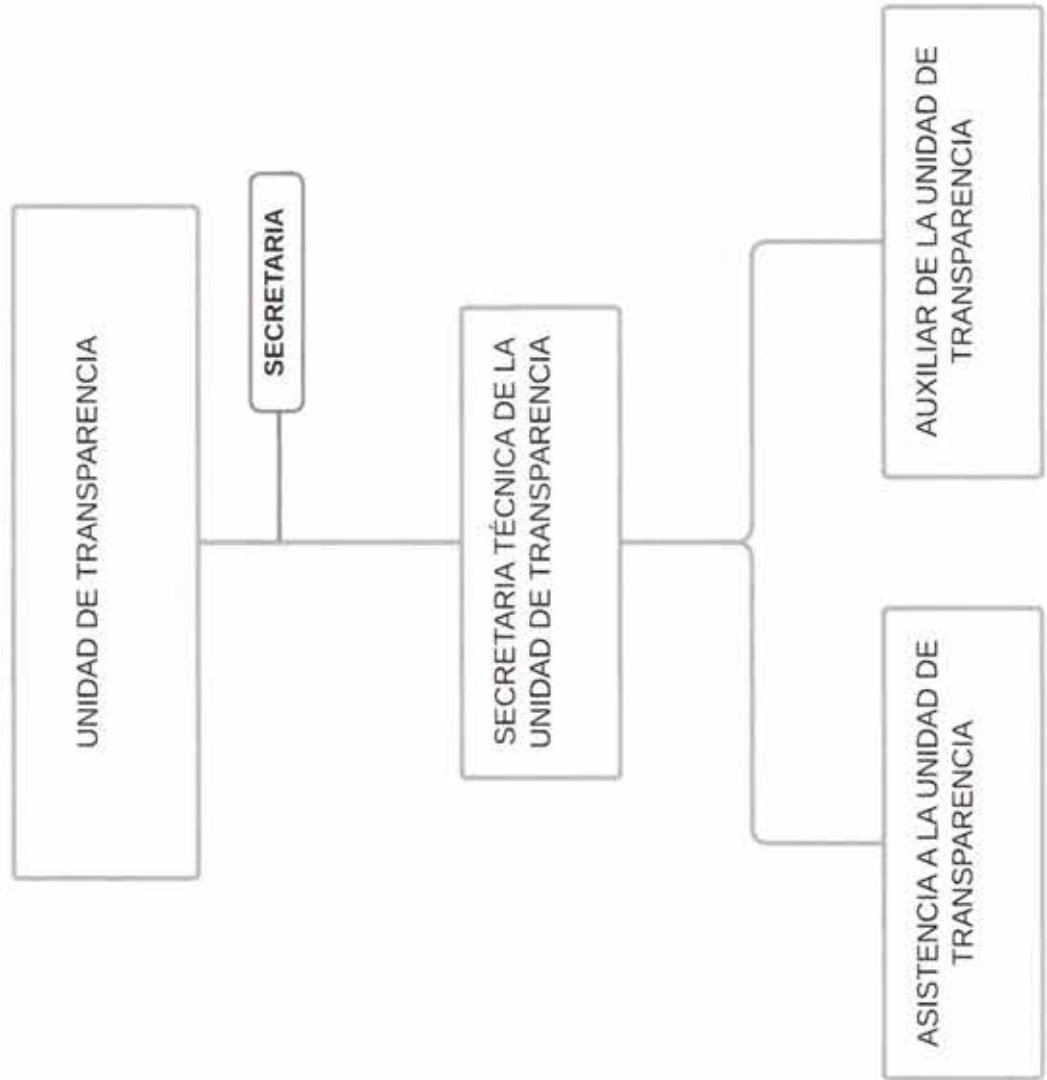 UNIDAD DE TRANSPARENCIA
SECRETARIA
SECRETARIA TÉCNICA DE LA
UNIDAD DE TRANSPARENCIA
ASISTENCIA A LA UNIDAD DE
TRANSPARENCIA
AUXILIAR DE LA UNIDAD DE
TRANSPARENCIA